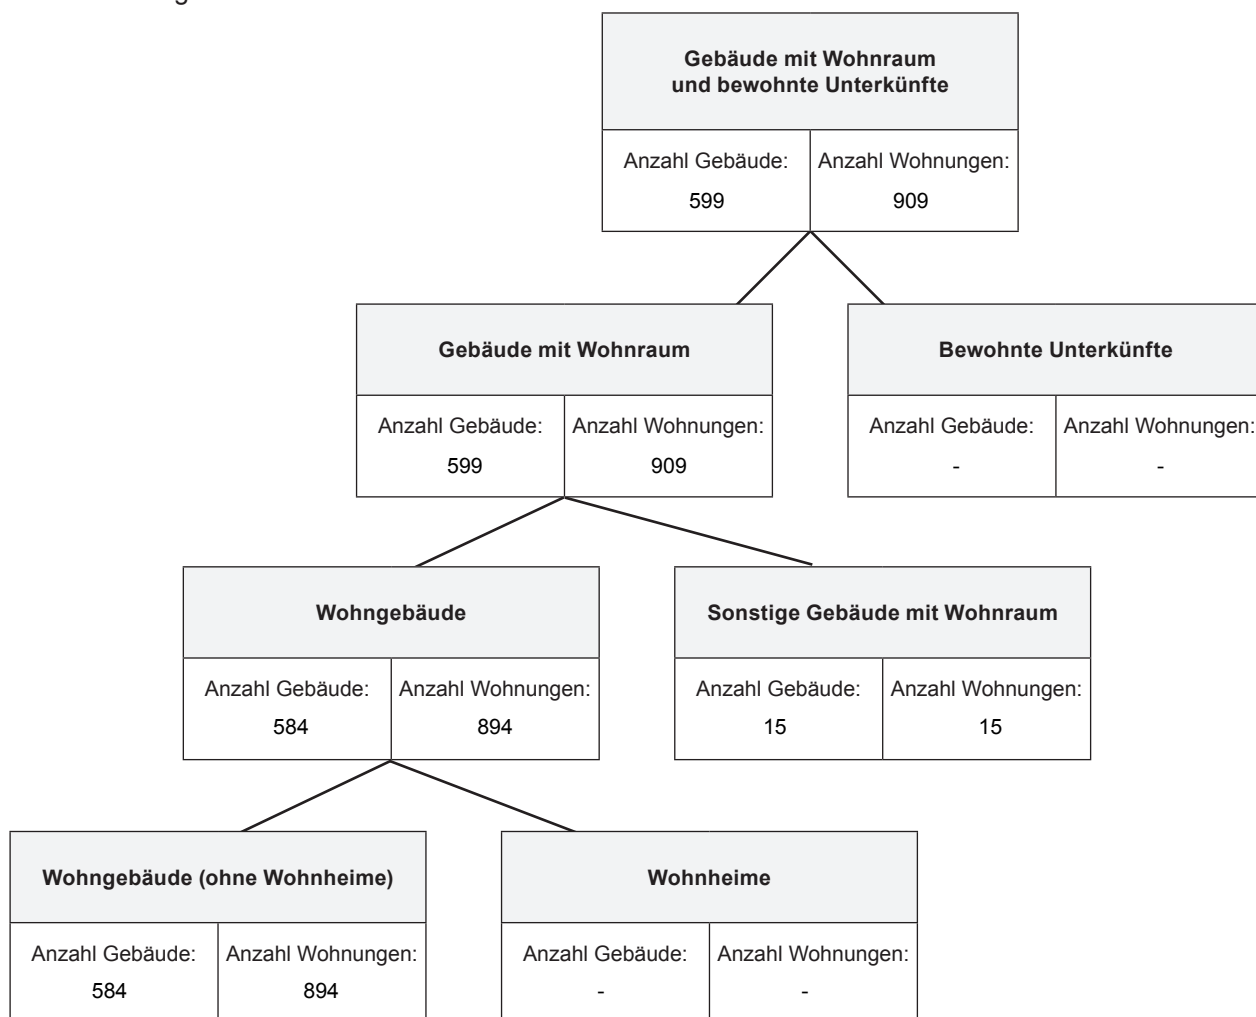 Gebäude mit Wohnraum
und bewohnte Unterkünfte
Anzahl Gebäude: Anzahl Wohnungen:
599 909
Gebäude mit Wohnraum
Bewohnte Unterkünfte
Anzahl Gebäude: Anzahl Wohnungen:
599 909
Anzahl Gebäude: Anzahl Wohnungen:
- -
Wohngebäude
Sonstige Gebäude mit Wohnraum
Anzahl Gebäude: Anzahl Wohnungen:
584 894
Anzahl Gebäude: Anzahl Wohnungen:
15 15
Wohngebäude (ohne Wohnheime)
Wohnheime
Anzahl Gebäude: Anzahl Wohnungen:
584 894
Anzahl Gebäude: Anzahl Wohnungen:
- -